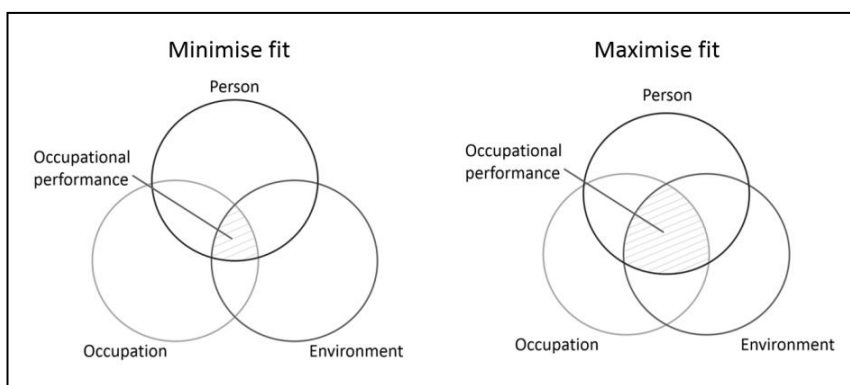 Minimise fit
Person
Occupational
performance
Occupation
Environment
Maximise fit
Person
Occupational
performance
Occupation
Environment